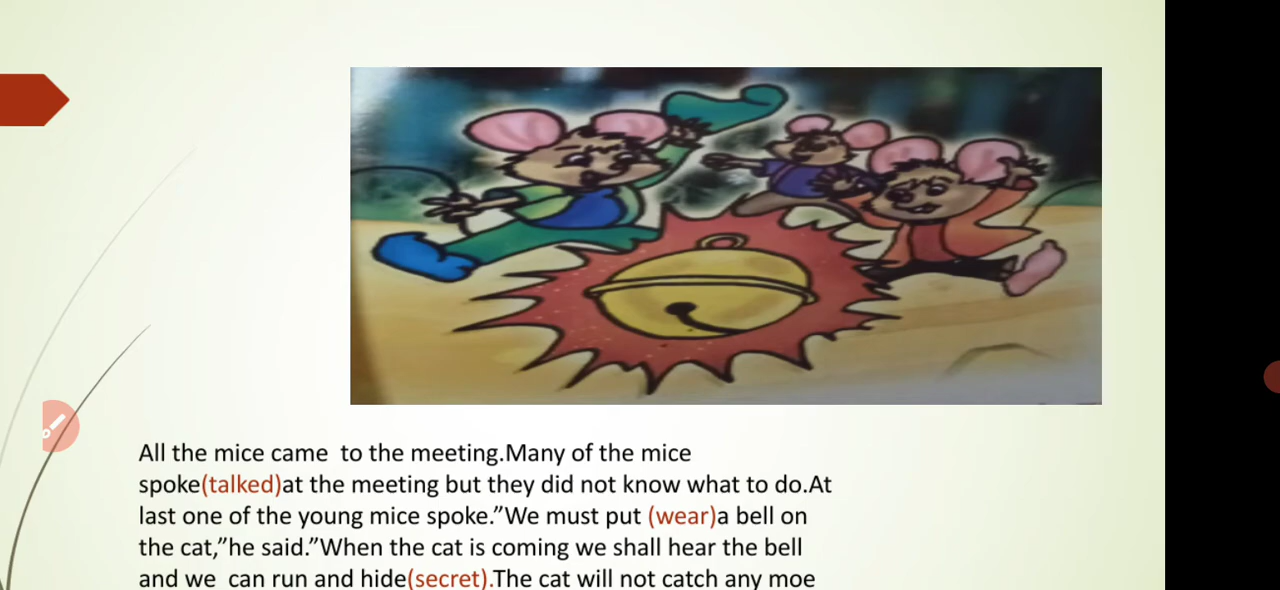 All the mice came  to the meeting.Many of the mice
spoke(talked)at the meeting but they did not know what to do.At
last one of the young mice spoke.”We must put (wear)a bell on
the cat,”he said.”When the cat is coming we shall hear the bell
and we  can run and hide(secret).The cat will not catch any moe